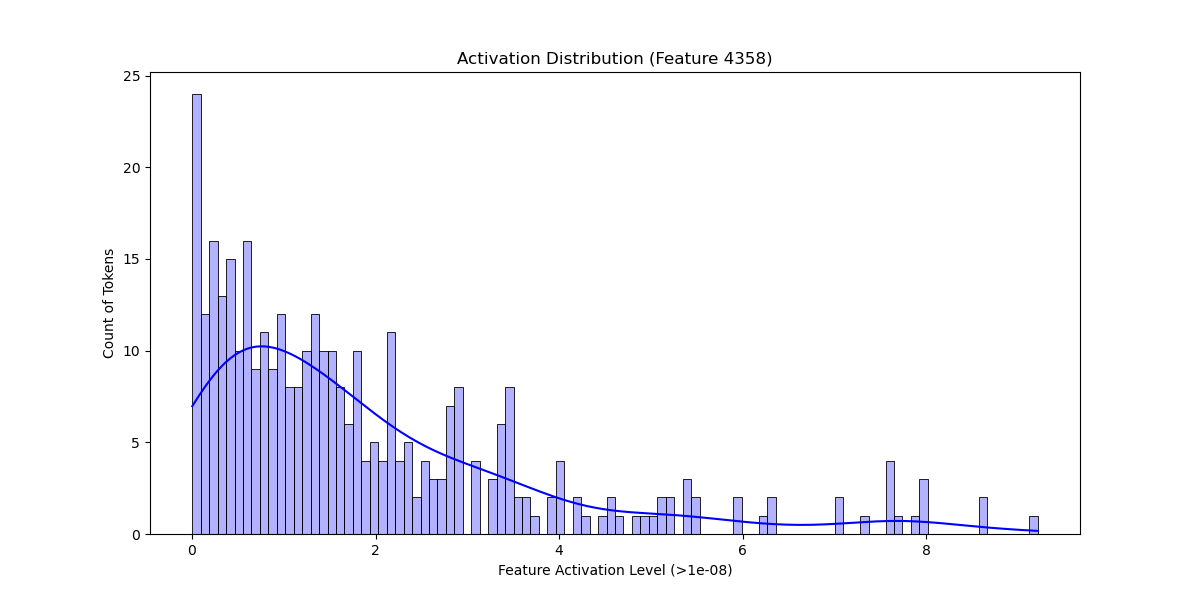 Activation Distribution (Feature 4358)
25
20
15
10
5
0
Count of Tokens
0 2 4 6 8
Feature Activation Level (>1e-08)